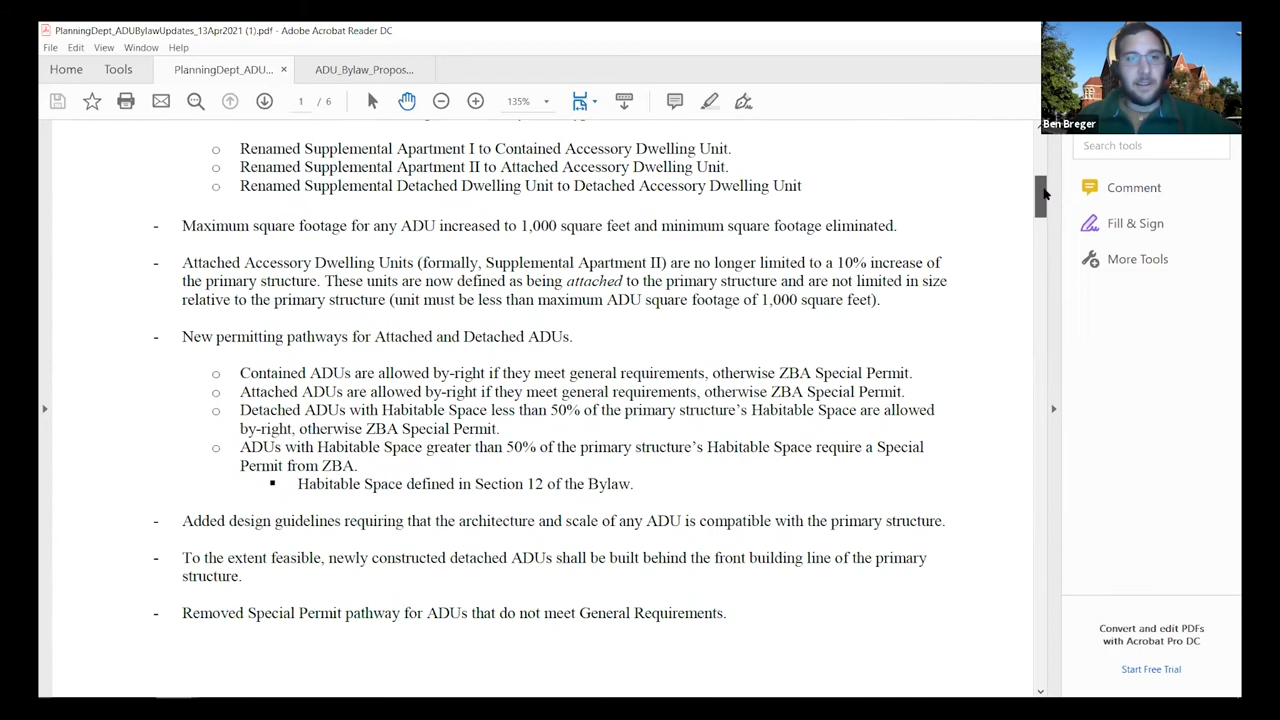 PlanningDept_ADUBylawUpdates_13Apr2021 (1).pdf - Adobe Acrobat Reader DC
File Edit View Window Help
Home Tools PlanningDept_ADU... × ADU_Bylaw_Propos...
1 / 6 135%
Ben Breger
Search tools
Comment
Fill & Sign
More Tools
o Renamed Supplemental Apartment I to Contained Accessory Dwelling Unit.
o Renamed Supplemental Apartment II to Attached Accessory Dwelling Unit.
o Renamed Supplemental Detached Dwelling Unit to Detached Accessory Dwelling Unit
- Maximum square footage for any ADU increased to 1,000 square feet and minimum square footage eliminated.
- Attached Accessory Dwelling Units (formally, Supplemental Apartment II) are no longer limited to a 10% increase of
the primary structure. These units are now defined as being attached to the primary structure and are not limited in size
relative to the primary structure (unit must be less than maximum ADU square footage of 1,000 square feet).
- New permitting pathways for Attached and Detached ADUs.
o Contained ADUs are allowed by-right if they meet general requirements, otherwise ZBA Special Permit.
o Attached ADUs are allowed by-right if they meet general requirements, otherwise ZBA Special Permit.
o Detached ADUs with Habitable Space less than 50% of the primary structure’s Habitable Space are allowed
by-right, otherwise ZBA Special Permit.
o ADUs with Habitable Space greater than 50% of the primary structure’s Habitable Space require a Special
Permit from ZBA.
▪ Habitable Space defined in Section 12 of the Bylaw.
- Added design guidelines requiring that the architecture and scale of any ADU is compatible with the primary structure.
- To the extent feasible, newly constructed detached ADUs shall be built behind the front building line of the primary
structure.
- Removed Special Permit pathway for ADUs that do not meet General Requirements.
Convert and edit PDFs
with Acrobat Pro DC
Start Free Trial